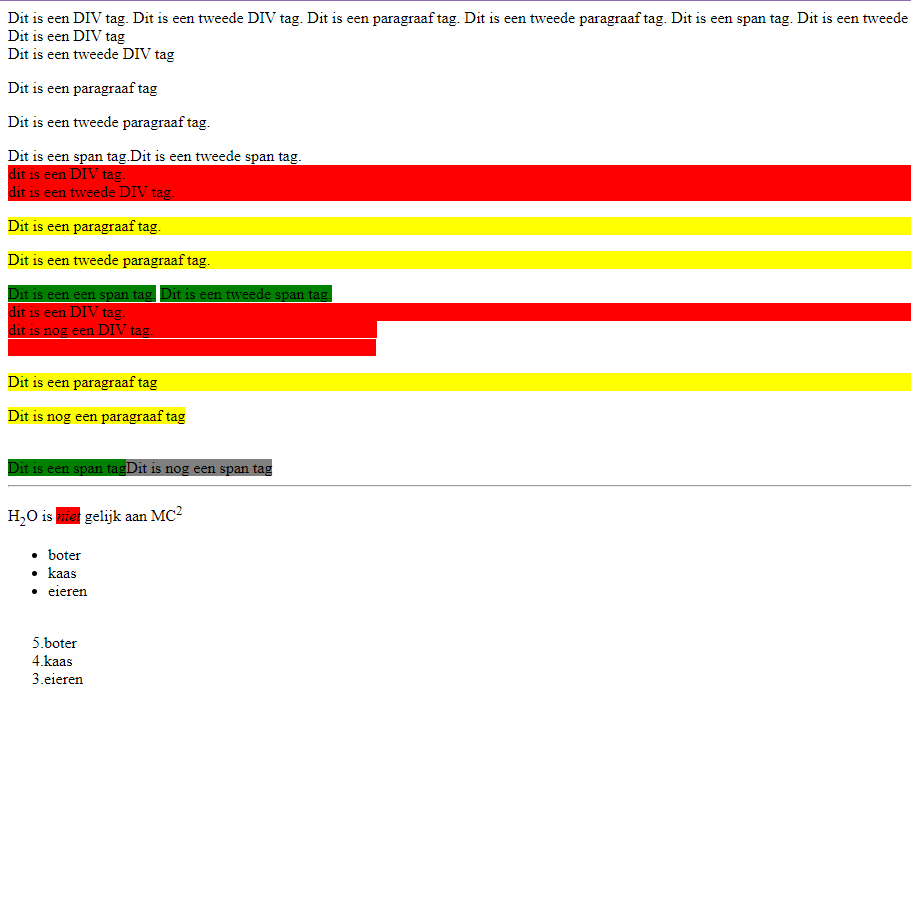 Dit is een DIV tag. Dit is een tweede DIV tag. Dit is een paragraaf tag. Dit is een tweede paragraaf tag. Dit is een span tag. Dit is een tweede
Dit is een DIV tag
Dit is een tweede DIV tag
Dit is een paragraaf tag
Dit is een tweede paragraaf tag.
Dit is een span tag.Dit is een tweede span tag.
dit is een DIV tag.
dit is een tweede DIV tag.
Dit is een paragraaf tag.
Dit is een tweede paragraaf tag.
Dit is een een span tag. Dit is een tweede span tag.
dit is een DIV tag.
dit is nog een DIV tag.
Dit is een paragraaf tag
Dit is nog een paragraaf tag
Dit is een span tagDit is nog een span tag
H₂O is niet gelijk aan MC²
• boter
• kaas
• eieren
5.boter
4.kaas
3.eieren